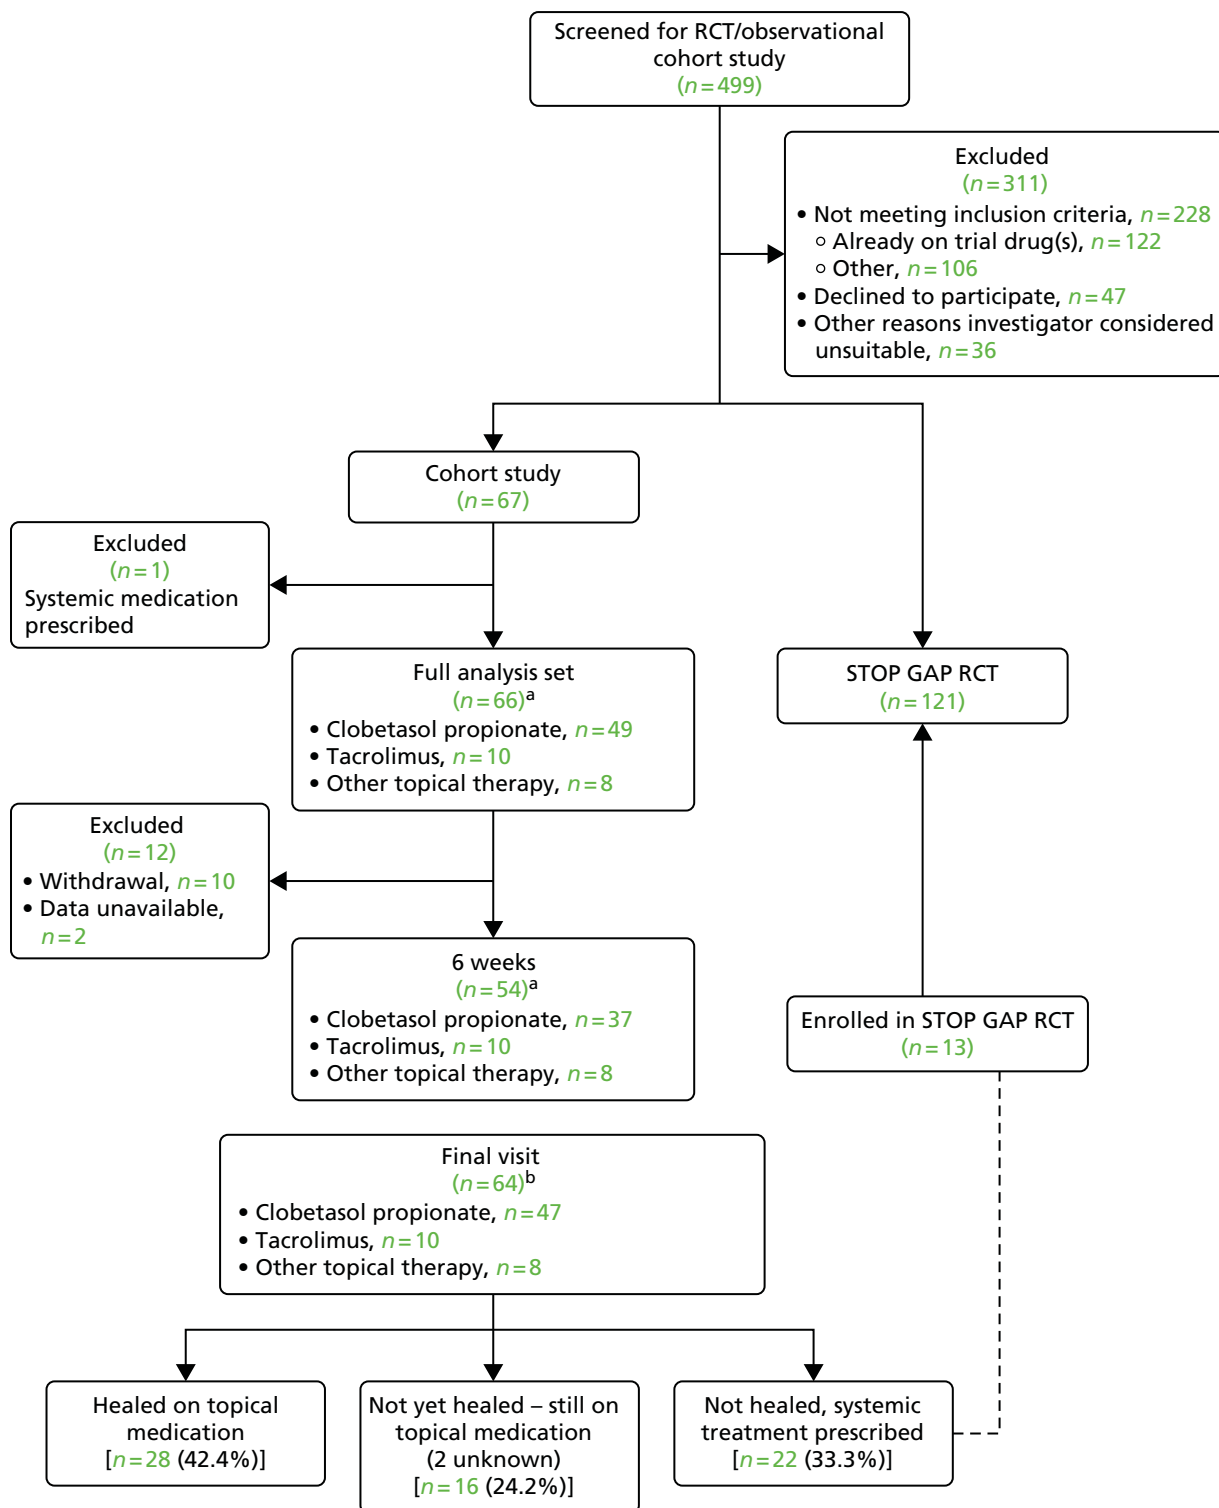 Screened for RCT/observational
cohort study
(n=499)
Excluded
(n=311)
• Not meeting inclusion criteria, n=228
○ Already on trial drug(s), n=122
○ Other, n=106
• Declined to participate, n=47
• Other reasons investigator considered
unsuitable, n=36
Cohort study
(n=67)
Excluded
(n=1)
Systemic medication
prescribed
Full analysis set
(n=66)a
• Clobetasol propionate, n=49
• Tacrolimus, n=10
• Other topical therapy, n=8
STOP GAP RCT
(n=121)
Excluded
(n=12)
• Withdrawal, n=10
• Data unavailable,
n=2
6 weeks
(n=54)a
• Clobetasol propionate, n=37
• Tacrolimus, n=10
• Other topical therapy, n=8
Enrolled in STOP GAP RCT
(n=13)
Final visit
(n=64)b
• Clobetasol propionate, n=47
• Tacrolimus, n=10
• Other topical therapy, n=8
Healed on topical
medication
[n=28 (42.4%)]
Not yet healed – still on
topical medication
(2 unknown)
[n=16 (24.2%)]
Not healed, systemic
treatment prescribed
[n=22 (33.3%)]